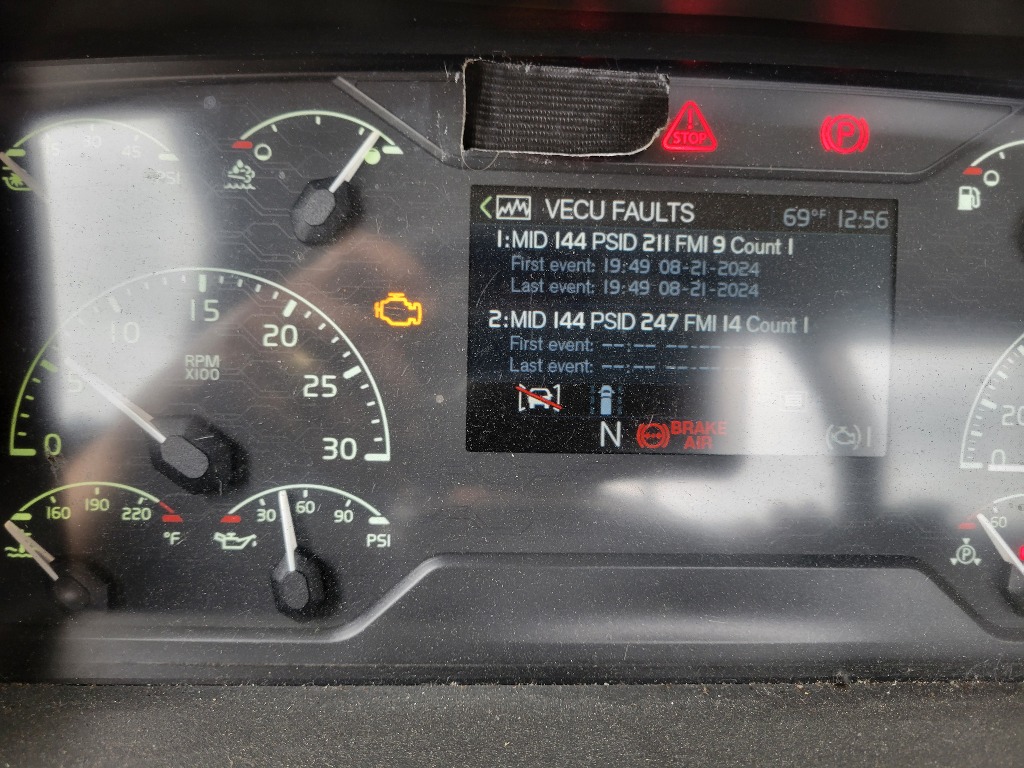 30
45
PSI
STOP
P
VECU FAULTS
69°F 12:56
1:MID 144 PSID 211 FMI 9 Count 1
First event: 19:49 08-21-2024
Last event: 19:49 08-21-2024
2:MID 144 PSID 247 FMI 14 Count 1
First event: --:-- --------
Last event: --:-- --------
N
BRAKE
AIR
1
0
5
10
15
20
25
30
RPM
X100
160
190
220
°F
30
60
90
PSI
20
0
60
P